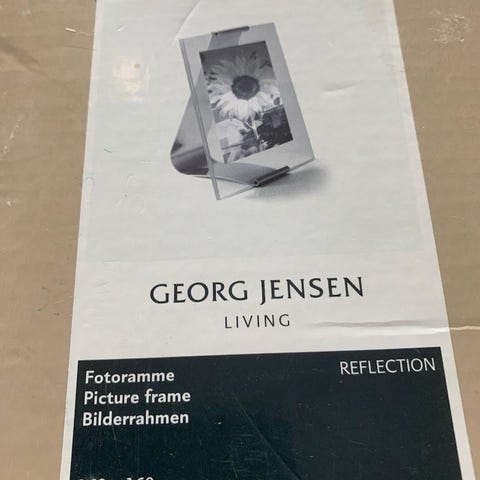 GEORG JENSEN
LIVING
REFLECTION
Fotoramme
Picture frame
Bilderrahmen